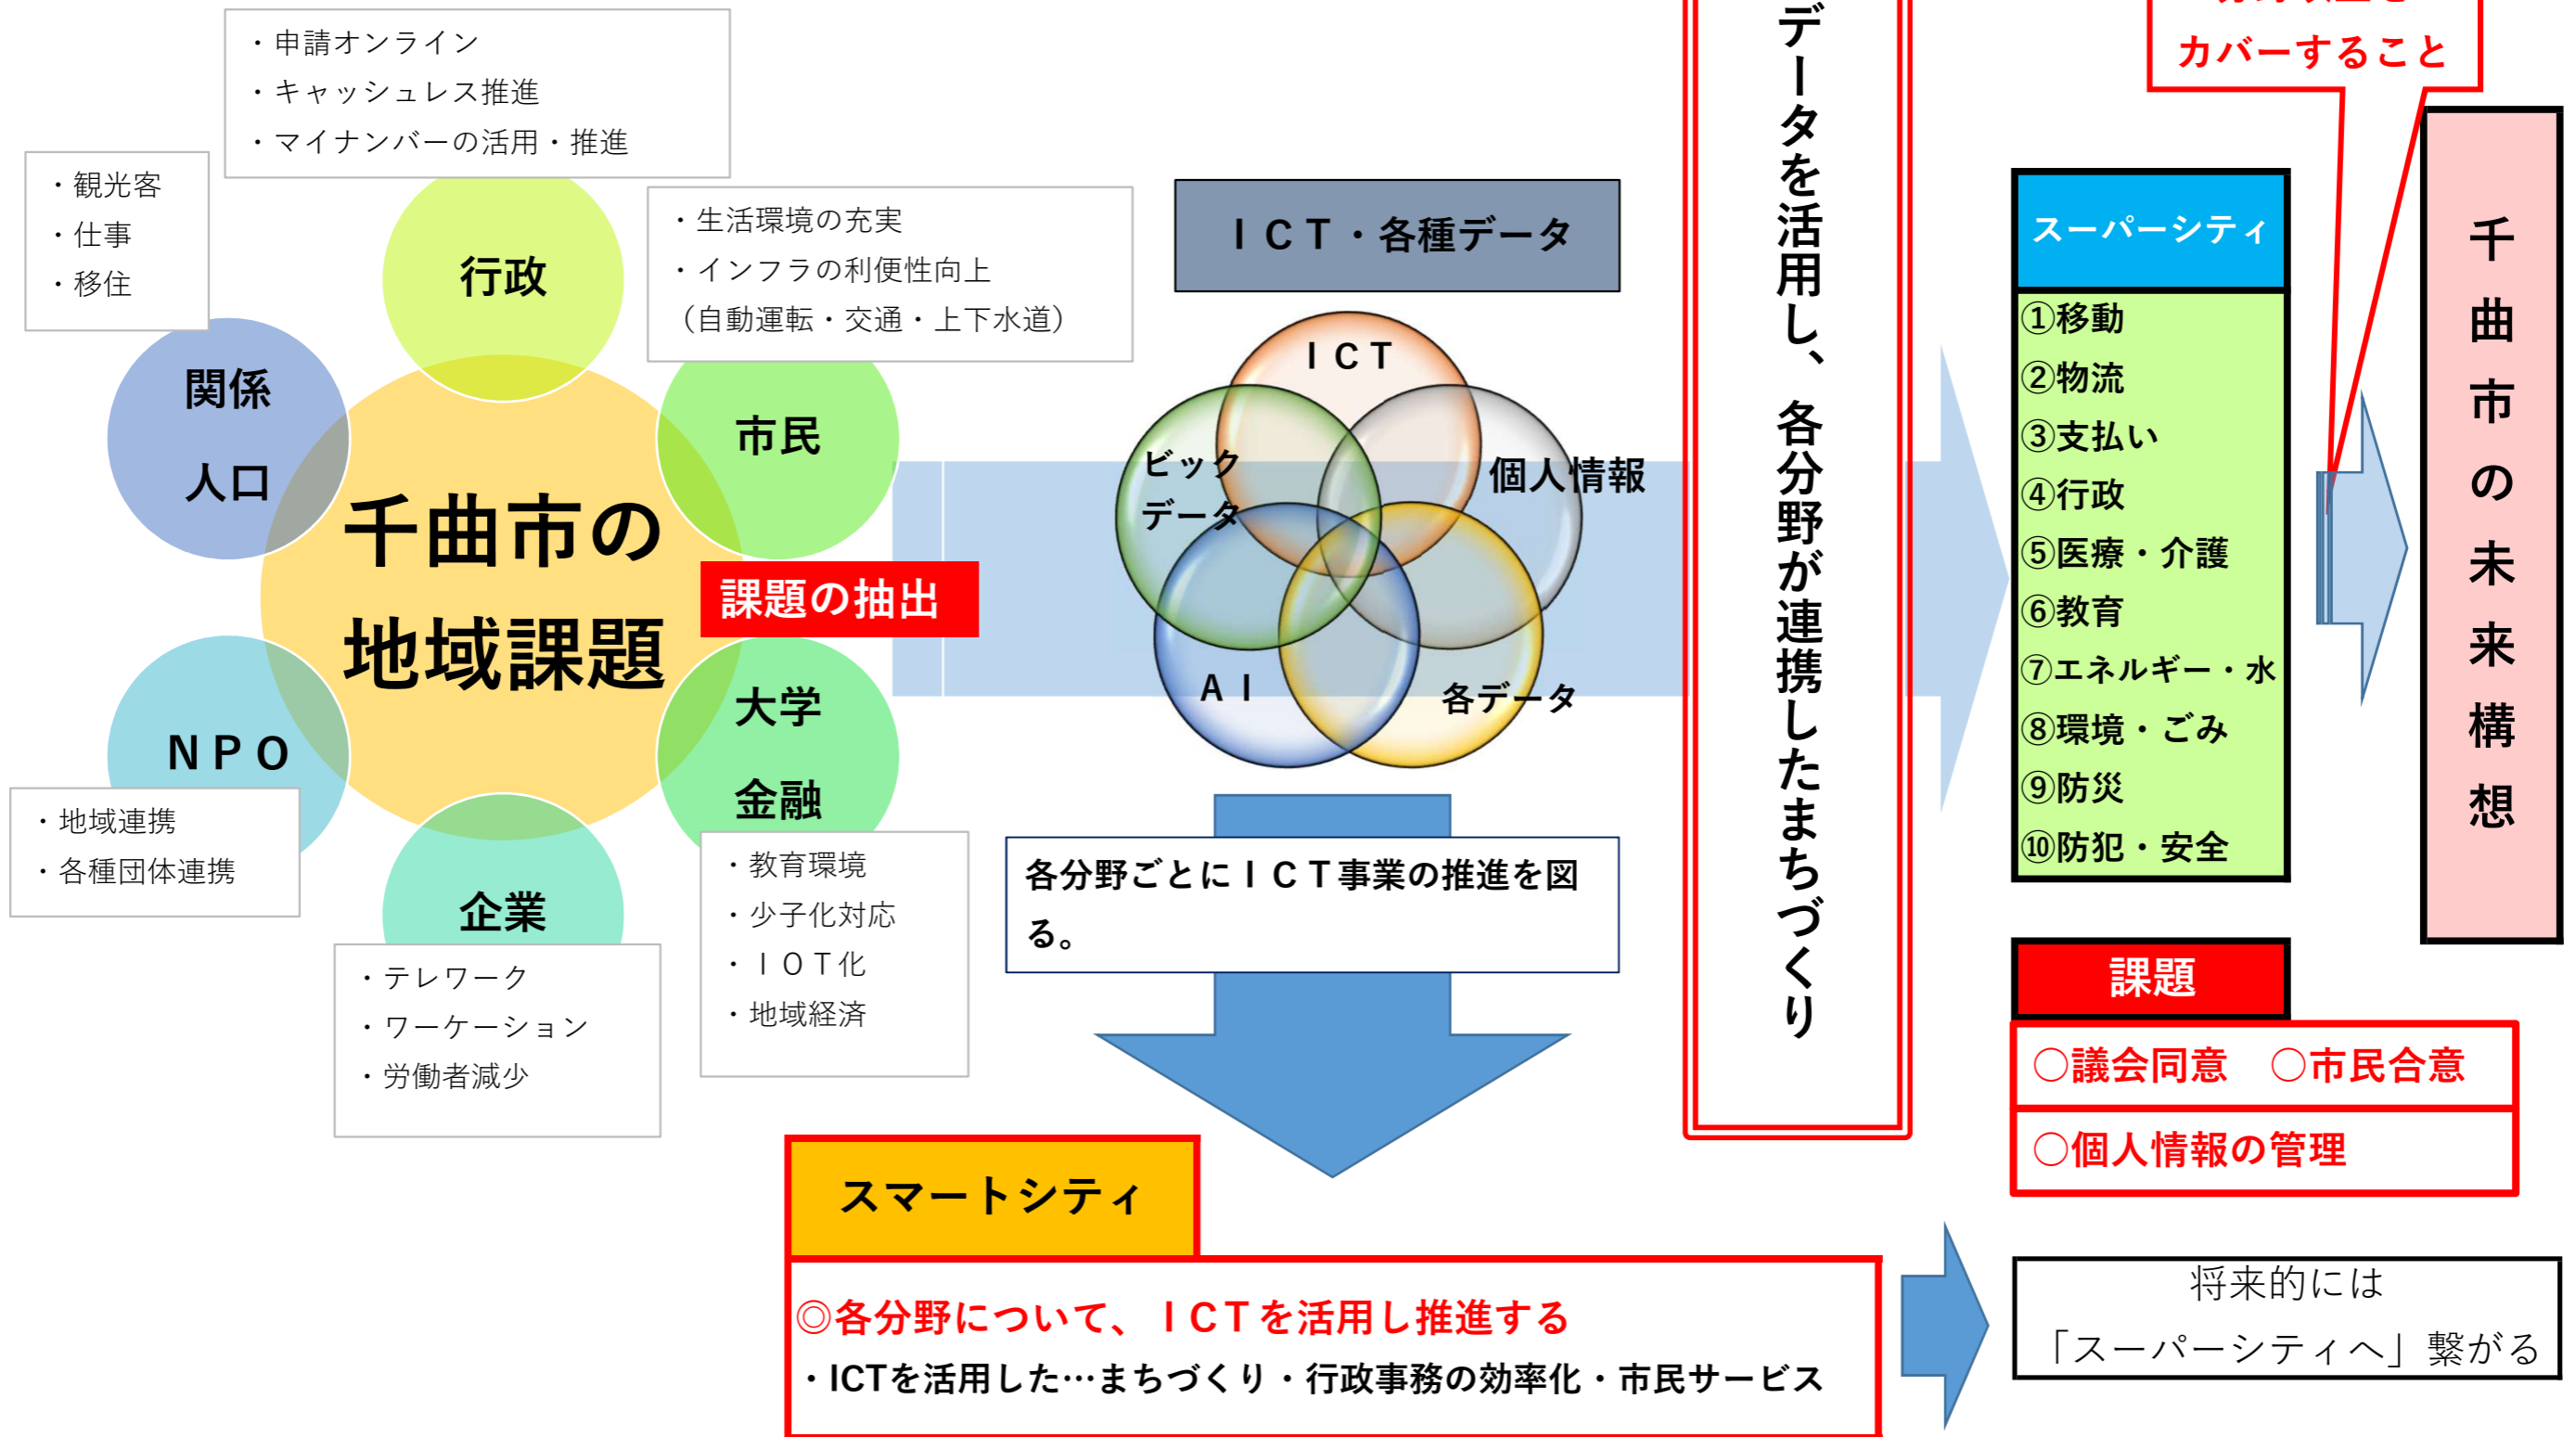 ・申請オンライン
・キャッシュレス推進
・マイナンバーの活用・推進
・観光客
・仕事
・移住
・生活環境の充実
・インフラの利便性向上
（自動運転・交通・上下水道）
行政
関係
人口
市民
千曲市の
地域課題
課題の抽出
ＮＰＯ
・地域連携
・各種団体連携
企業
・テレワーク
・ワーケーション
・労働者減少
大学
金融
・教育環境
・少子化対応
・ＩＯＴ化
・地域経済
ＩＣＴ・各種データ
ＩＣＴ
ビック
データ
個人情報
ＡＩ
各データ
各分野ごとにＩＣＴ事業の推進を図
る。
データを活用し、各分野が連携したまちづくり
カバーすること
スーパーシティ
①移動
②物流
③支払い
④行政
⑤医療・介護
⑥教育
⑦エネルギー・水
⑧環境・ごみ
⑨防災
⑩防犯・安全
千曲市の未来構想
課題
○議会同意　○市民合意
○個人情報の管理
スマートシティ
◎各分野について、ＩＣＴを活用し推進する
・ICTを活用した…まちづくり・行政事務の効率化・市民サービス
将来的には
「スーパーシティへ」繋がる